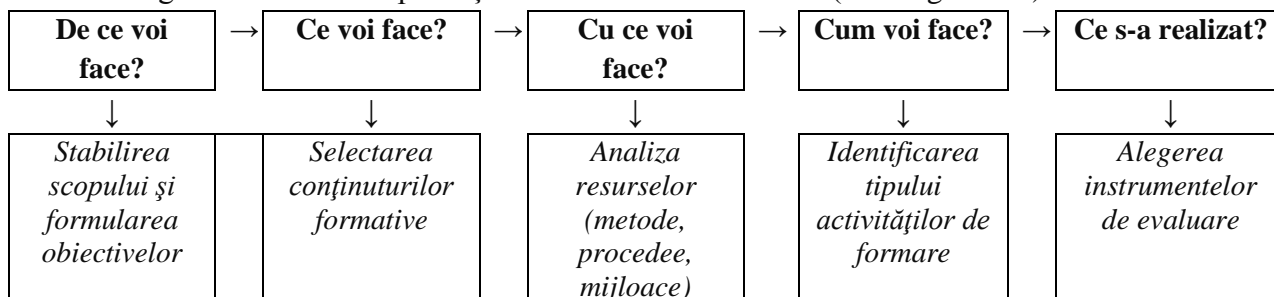 De ce voi
face?
→
Ce voi face?
→
Cu ce voi
face?
→
Cum voi face?
→
Ce s-a realizat?
↓ ↓ ↓ ↓ ↓
Stabilirea
scopului şi
formularea
obiectivelor
Selectarea
conţinuturilor
formative
Analiza
resurselor
(metode,
procedee,
mijloace)
Identificarea
tipului
activităţilor de
formare
Alegerea
instrumentelor
de evaluare